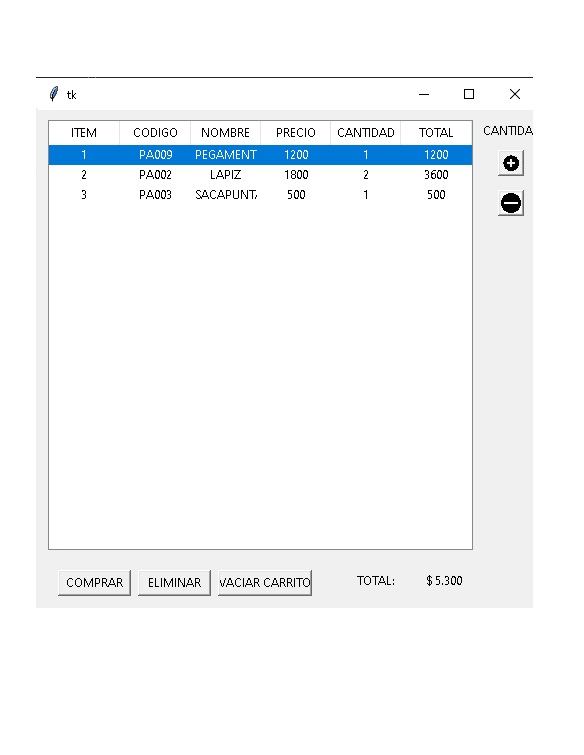 tk
ITEM CODIGO NOMBRE PRECIO CANTIDAD TOTAL CANTIDA
1 PA009 PEGAMENT 1200 1 1200
2 PA002 LAPIZ 1800 2 3600
3 PA003 SACAPUNT 500 1 500
COMPRAR ELIMINAR VACIAR CARRITO TOTAL: $ 5.300